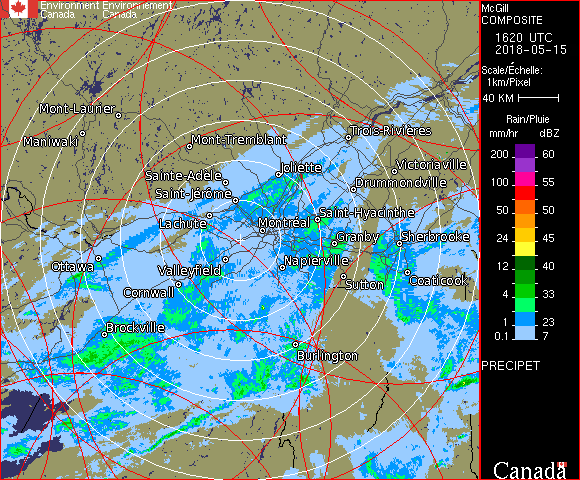 Environment Environnement
Canada Canada
McGill
COMPOSITE
1620 UTC
2018-05-15
Scale/Échelle:
1km/Pixel
40 KM
Rain/Pluie
mm/hr dBZ
200 60
100 55
50 50
24 45
12 40
4 33
1 23
0.1 7
PRECIPET
Canada
Mont-Laurier
Maniwaki
Mont-Tremblant
Trois-Rivières
Sainte-Adèle
Joliette
Victoriaville
Saint-Jérôme
Drummondville
Lachute
Montréal
Saint-Hyacinthe
Granby
Sherbrooke
Ottawa
Valleyfield
Napierville
Cornwall
Sutton
Coaticook
Brockville
Burlington